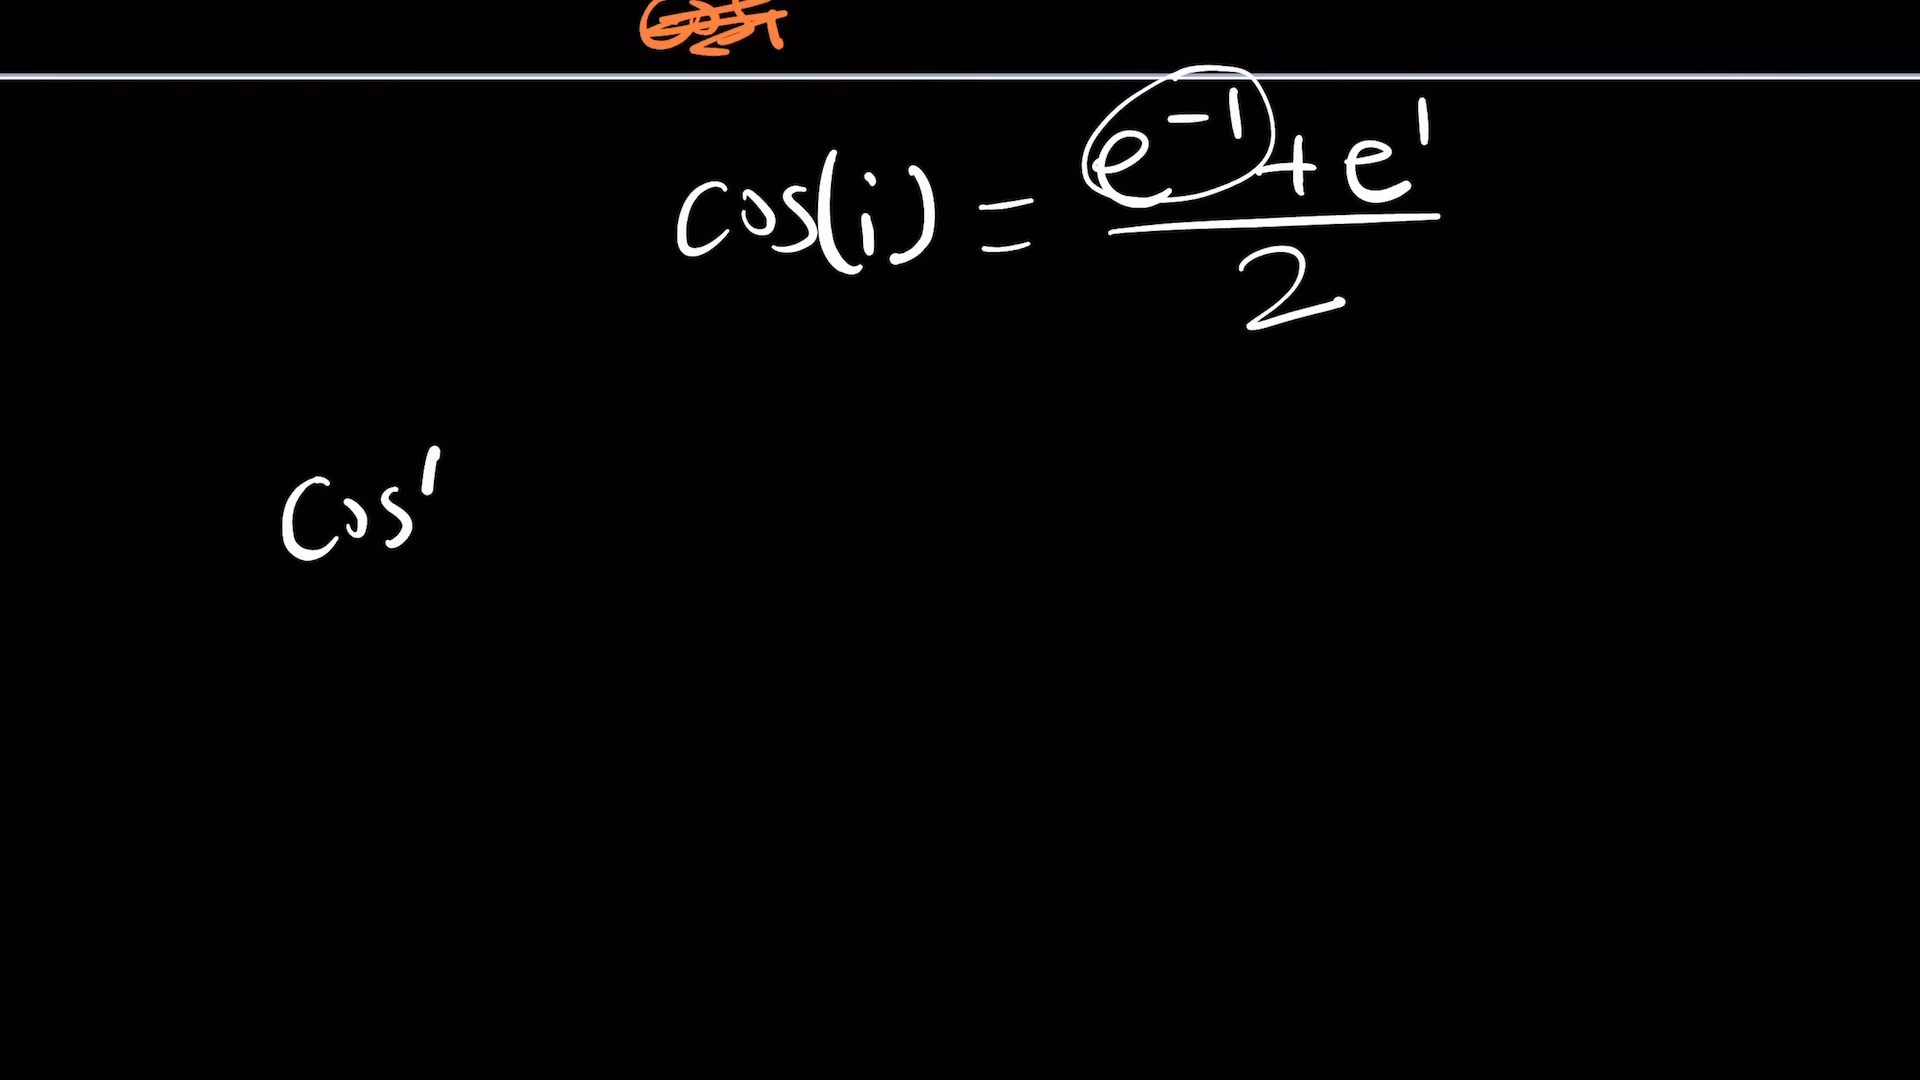 cos(i) = (e^-1 + e^1) / 2
Cos'